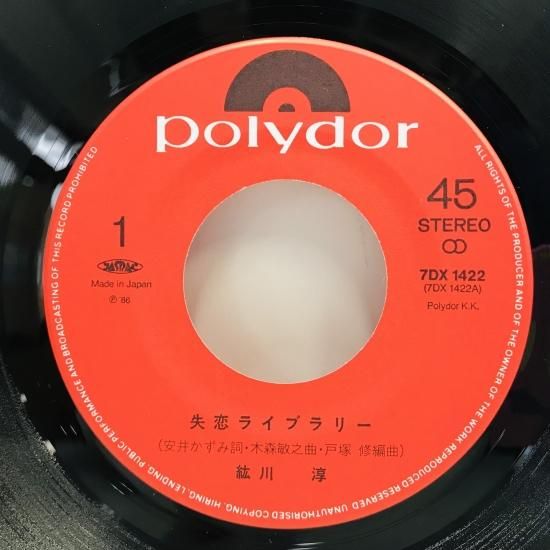 polydor
1
45
STEREO
JASRAC
Made in Japan
℗ '86
7DX 1422
(7DX 1422A)
Polydor K.K.
失恋ライブラリー
(安井かずみ詞・木森敏之曲・戸塚 修編曲)
紘川 淳
ALL RIGHTS OF THE PRODUCER AND OF THE OWNER OF THE WORK REPRODUCED RESERVED UNAUTHORISED COPYING, HIRING, LENDING, PUBLIC PERFORMANCE AND BROADCASTING OF THIS RECORD PROHIBITED